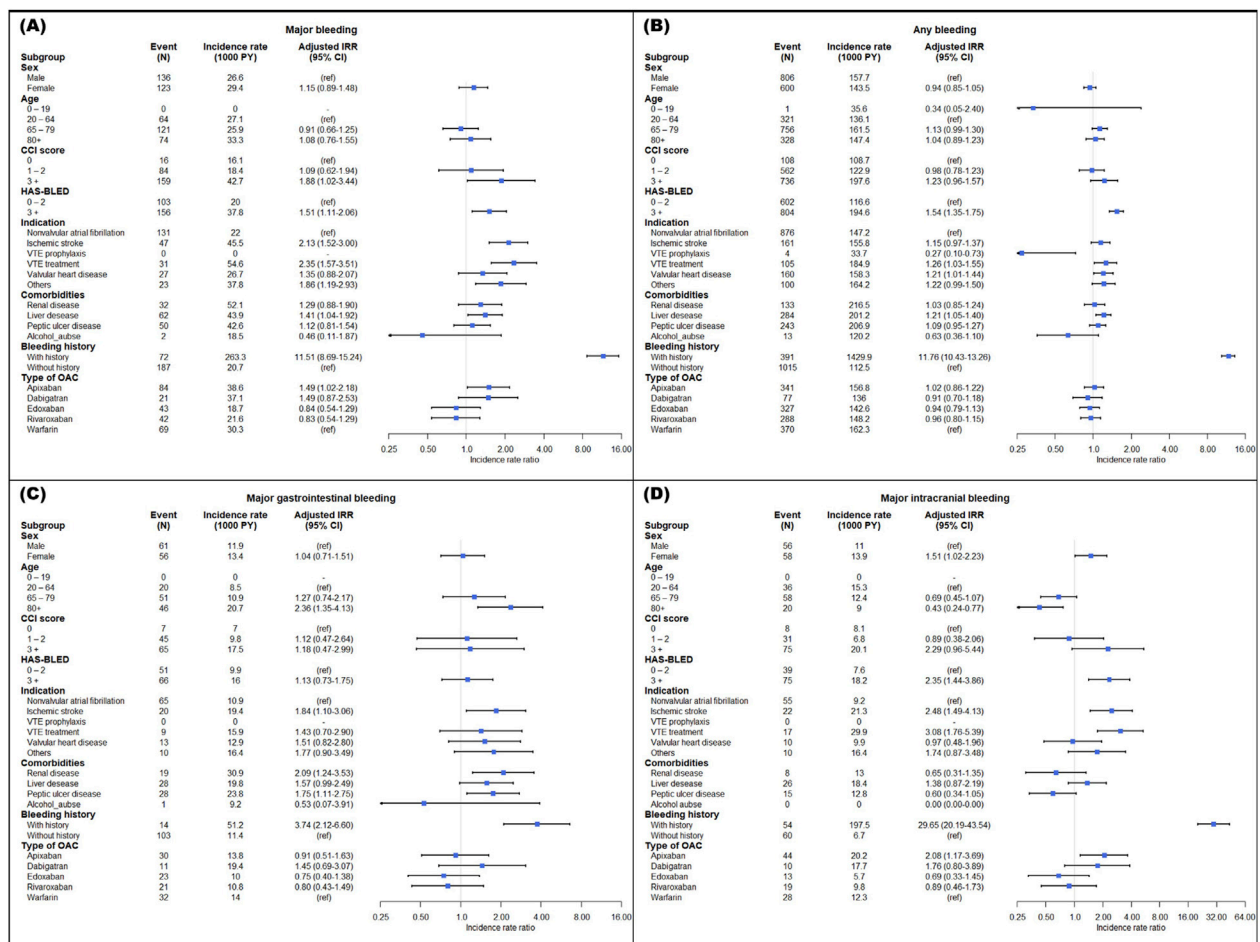 (A)
Major bleeding
Event Incidence rate Adjusted IRR
Subgroup (N) (1000 PY) (95% CI)
Sex
Male 136 26.6 (ref)
Female 123 29.4 1.15 (0.89-1.48)
Age
0 – 19 0 0 -
20 – 64 64 27.1 (ref)
65 – 79 121 25.9 0.91 (0.66-1.25)
80+ 74 33.3 1.08 (0.76-1.55)
CCI score
0 16 16.1 (ref)
1 – 2 84 18.4 1.09 (0.62-1.94)
3 + 159 42.7 1.88 (1.02-3.44)
HAS-BLED
0 – 2 103 20 (ref)
3 + 156 37.8 1.51 (1.11-2.06)
Indication
Nonvalvular atrial fibrillation 131 22 (ref)
Ischemic stroke 47 45.5 2.13 (1.52-3.00)
VTE prophylaxis 0 0 -
VTE treatment 31 54.6 2.35 (1.57-3.51)
Valvular heart disease 27 26.7 1.35 (0.88-2.07)
Others 23 37.8 1.86 (1.19-2.93)
Comorbidities
Renal disease 32 52.1 1.29 (0.88-1.90)
Liver desease 62 43.9 1.41 (1.04-1.92)
Peptic ulcer disease 50 42.6 1.12 (0.81-1.54)
Alcohol_aubse 2 18.5 0.46 (0.11-1.87)
Bleeding history
With history 72 263.3 11.51 (8.69-15.24)
Without history 187 20.7 (ref)
Type of OAC
Apixaban 84 38.6 1.49 (1.02-2.18)
Dabigatran 21 37.1 1.49 (0.87-2.53)
Edoxaban 43 18.7 0.84 (0.54-1.29)
Rivaroxaban 42 21.6 0.83 (0.54-1.29)
Warfarin 69 30.3 (ref)
0.25 0.50 1.0 2.00 4.00 8.00 16.00
Incidence rate ratio
(B)
Any bleeding
Event Incidence rate Adjusted IRR
Subgroup (N) (1000 PY) (95% CI)
Sex
Male 806 157.7 (ref)
Female 600 143.5 0.94 (0.85-1.05)
Age
0 – 19 1 35.6 0.34 (0.05-2.40)
20 – 64 321 136.1 (ref)
65 – 79 756 161.5 1.13 (0.99-1.30)
80+ 328 147.4 1.04 (0.89-1.23)
CCI score
0 108 108.7 (ref)
1 – 2 562 122.9 0.98 (0.78-1.23)
3 + 736 197.6 1.23 (0.96-1.57)
HAS-BLED
0 – 2 602 116.6 (ref)
3 + 804 194.6 1.54 (1.35-1.75)
Indication
Nonvalvular atrial fibrillation 876 147.2 (ref)
Ischemic stroke 161 155.8 1.15 (0.97-1.37)
VTE prophylaxis 4 33.7 0.27 (0.10-0.73)
VTE treatment 105 184.9 1.26 (1.03-1.55)
Valvular heart disease 160 158.3 1.21 (1.01-1.44)
Others 100 164.2 1.22 (0.99-1.50)
Comorbidities
Renal disease 133 216.5 1.03 (0.85-1.24)
Liver desease 284 201.2 1.21 (1.05-1.40)
Peptic ulcer disease 243 206.9 1.09 (0.95-1.27)
Alcohol_aubse 13 120.2 0.63 (0.36-1.10)
Bleeding history
With history 391 1429.9 11.76 (10.43-13.26)
Without history 1015 112.5 (ref)
Type of OAC
Apixaban 341 156.8 1.02 (0.86-1.22)
Dabigatran 77 136 0.91 (0.70-1.18)
Edoxaban 327 142.6 0.94 (0.79-1.13)
Rivaroxaban 288 148.2 0.96 (0.80-1.15)
Warfarin 370 162.3 (ref)
0.25 0.50 1.0 2.00 4.00 8.00 16.00
Incidence rate ratio
(C)
Major gastrointestinal bleeding
Event Incidence rate Adjusted IRR
Subgroup (N) (1000 PY) (95% CI)
Sex
Male 61 11.9 (ref)
Female 56 13.4 1.04 (0.71-1.51)
Age
0 – 19 0 0 -
20 – 64 20 8.5 (ref)
65 – 79 51 10.9 1.27 (0.74-2.17)
80+ 46 20.7 2.36 (1.35-4.13)
CCI score
0 7 7 (ref)
1 – 2 45 9.8 1.12 (0.47-2.64)
3 + 65 17.5 1.18 (0.47-2.99)
HAS-BLED
0 – 2 51 9.9 (ref)
3 + 66 16 1.13 (0.73-1.75)
Indication
Nonvalvular atrial fibrillation 65 10.9 (ref)
Ischemic stroke 20 19.4 1.84 (1.10-3.06)
VTE prophylaxis 0 0 -
VTE treatment 9 15.9 1.43 (0.70-2.90)
Valvular heart disease 13 12.9 1.51 (0.82-2.80)
Others 10 16.4 1.77 (0.90-3.49)
Comorbidities
Renal disease 19 30.9 2.09 (1.24-3.53)
Liver desease 28 19.8 1.57 (0.99-2.49)
Peptic ulcer disease 28 23.8 1.75 (1.11-2.75)
Alcohol_aubse 1 9.2 0.53 (0.07-3.91)
Bleeding history
With history 14 51.2 3.74 (2.12-6.60)
Without history 103 11.4 (ref)
Type of OAC
Apixaban 30 13.8 0.91 (0.51-1.63)
Dabigatran 11 19.4 1.45 (0.69-3.07)
Edoxaban 23 10 0.75 (0.40-1.38)
Rivaroxaban 21 10.8 0.80 (0.43-1.49)
Warfarin 32 14 (ref)
0.25 0.50 1.0 2.00 4.00 8.00 16.00
Incidence rate ratio
(D)
Major intracranial bleeding
Event Incidence rate Adjusted IRR
Subgroup (N) (1000 PY) (95% CI)
Sex
Male 56 11 (ref)
Female 58 13.9 1.51 (1.02-2.23)
Age
0 – 19 0 0 -
20 – 64 36 15.3 (ref)
65 – 79 58 12.4 0.69 (0.45-1.07)
80+ 20 9 0.43 (0.24-0.77)
CCI score
0 8 8.1 (ref)
1 – 2 31 6.8 0.89 (0.38-2.06)
3 + 75 20.1 2.29 (0.96-5.44)
HAS-BLED
0 – 2 39 7.6 (ref)
3 + 75 18.2 2.35 (1.44-3.86)
Indication
Nonvalvular atrial fibrillation 55 9.2 (ref)
Ischemic stroke 22 21.3 2.48 (1.49-4.13)
VTE prophylaxis 0 0 -
VTE treatment 17 29.9 3.08 (1.76-5.39)
Valvular heart disease 10 9.9 0.97 (0.48-1.96)
Others 10 16.4 1.74 (0.87-3.48)
Comorbidities
Renal disease 8 13 0.65 (0.31-1.35)
Liver desease 26 18.4 1.38 (0.87-2.19)
Peptic ulcer disease 15 12.8 0.60 (0.34-1.05)
Alcohol aubse 0 0 0.00 (0.00-0.00)
Bleeding history
With history 54 197.5 29.65 (20.19-43.54)
Without history 60 6.7 (ref)
Type of OAC
Apixaban 44 20.2 2.08 (1.17-3.69)
Dabigatran 10 17.7 1.76 (0.80-3.89)
Edoxaban 13 5.7 0.69 (0.33-1.45)
Rivaroxaban 19 9.8 0.89 (0.46-1.73)
Warfarin 28 12.3 (ref)
0.25 0.50 1.0 2.00 4.00 8.00 16.00 32.00 64.00
Incidence rate ratio